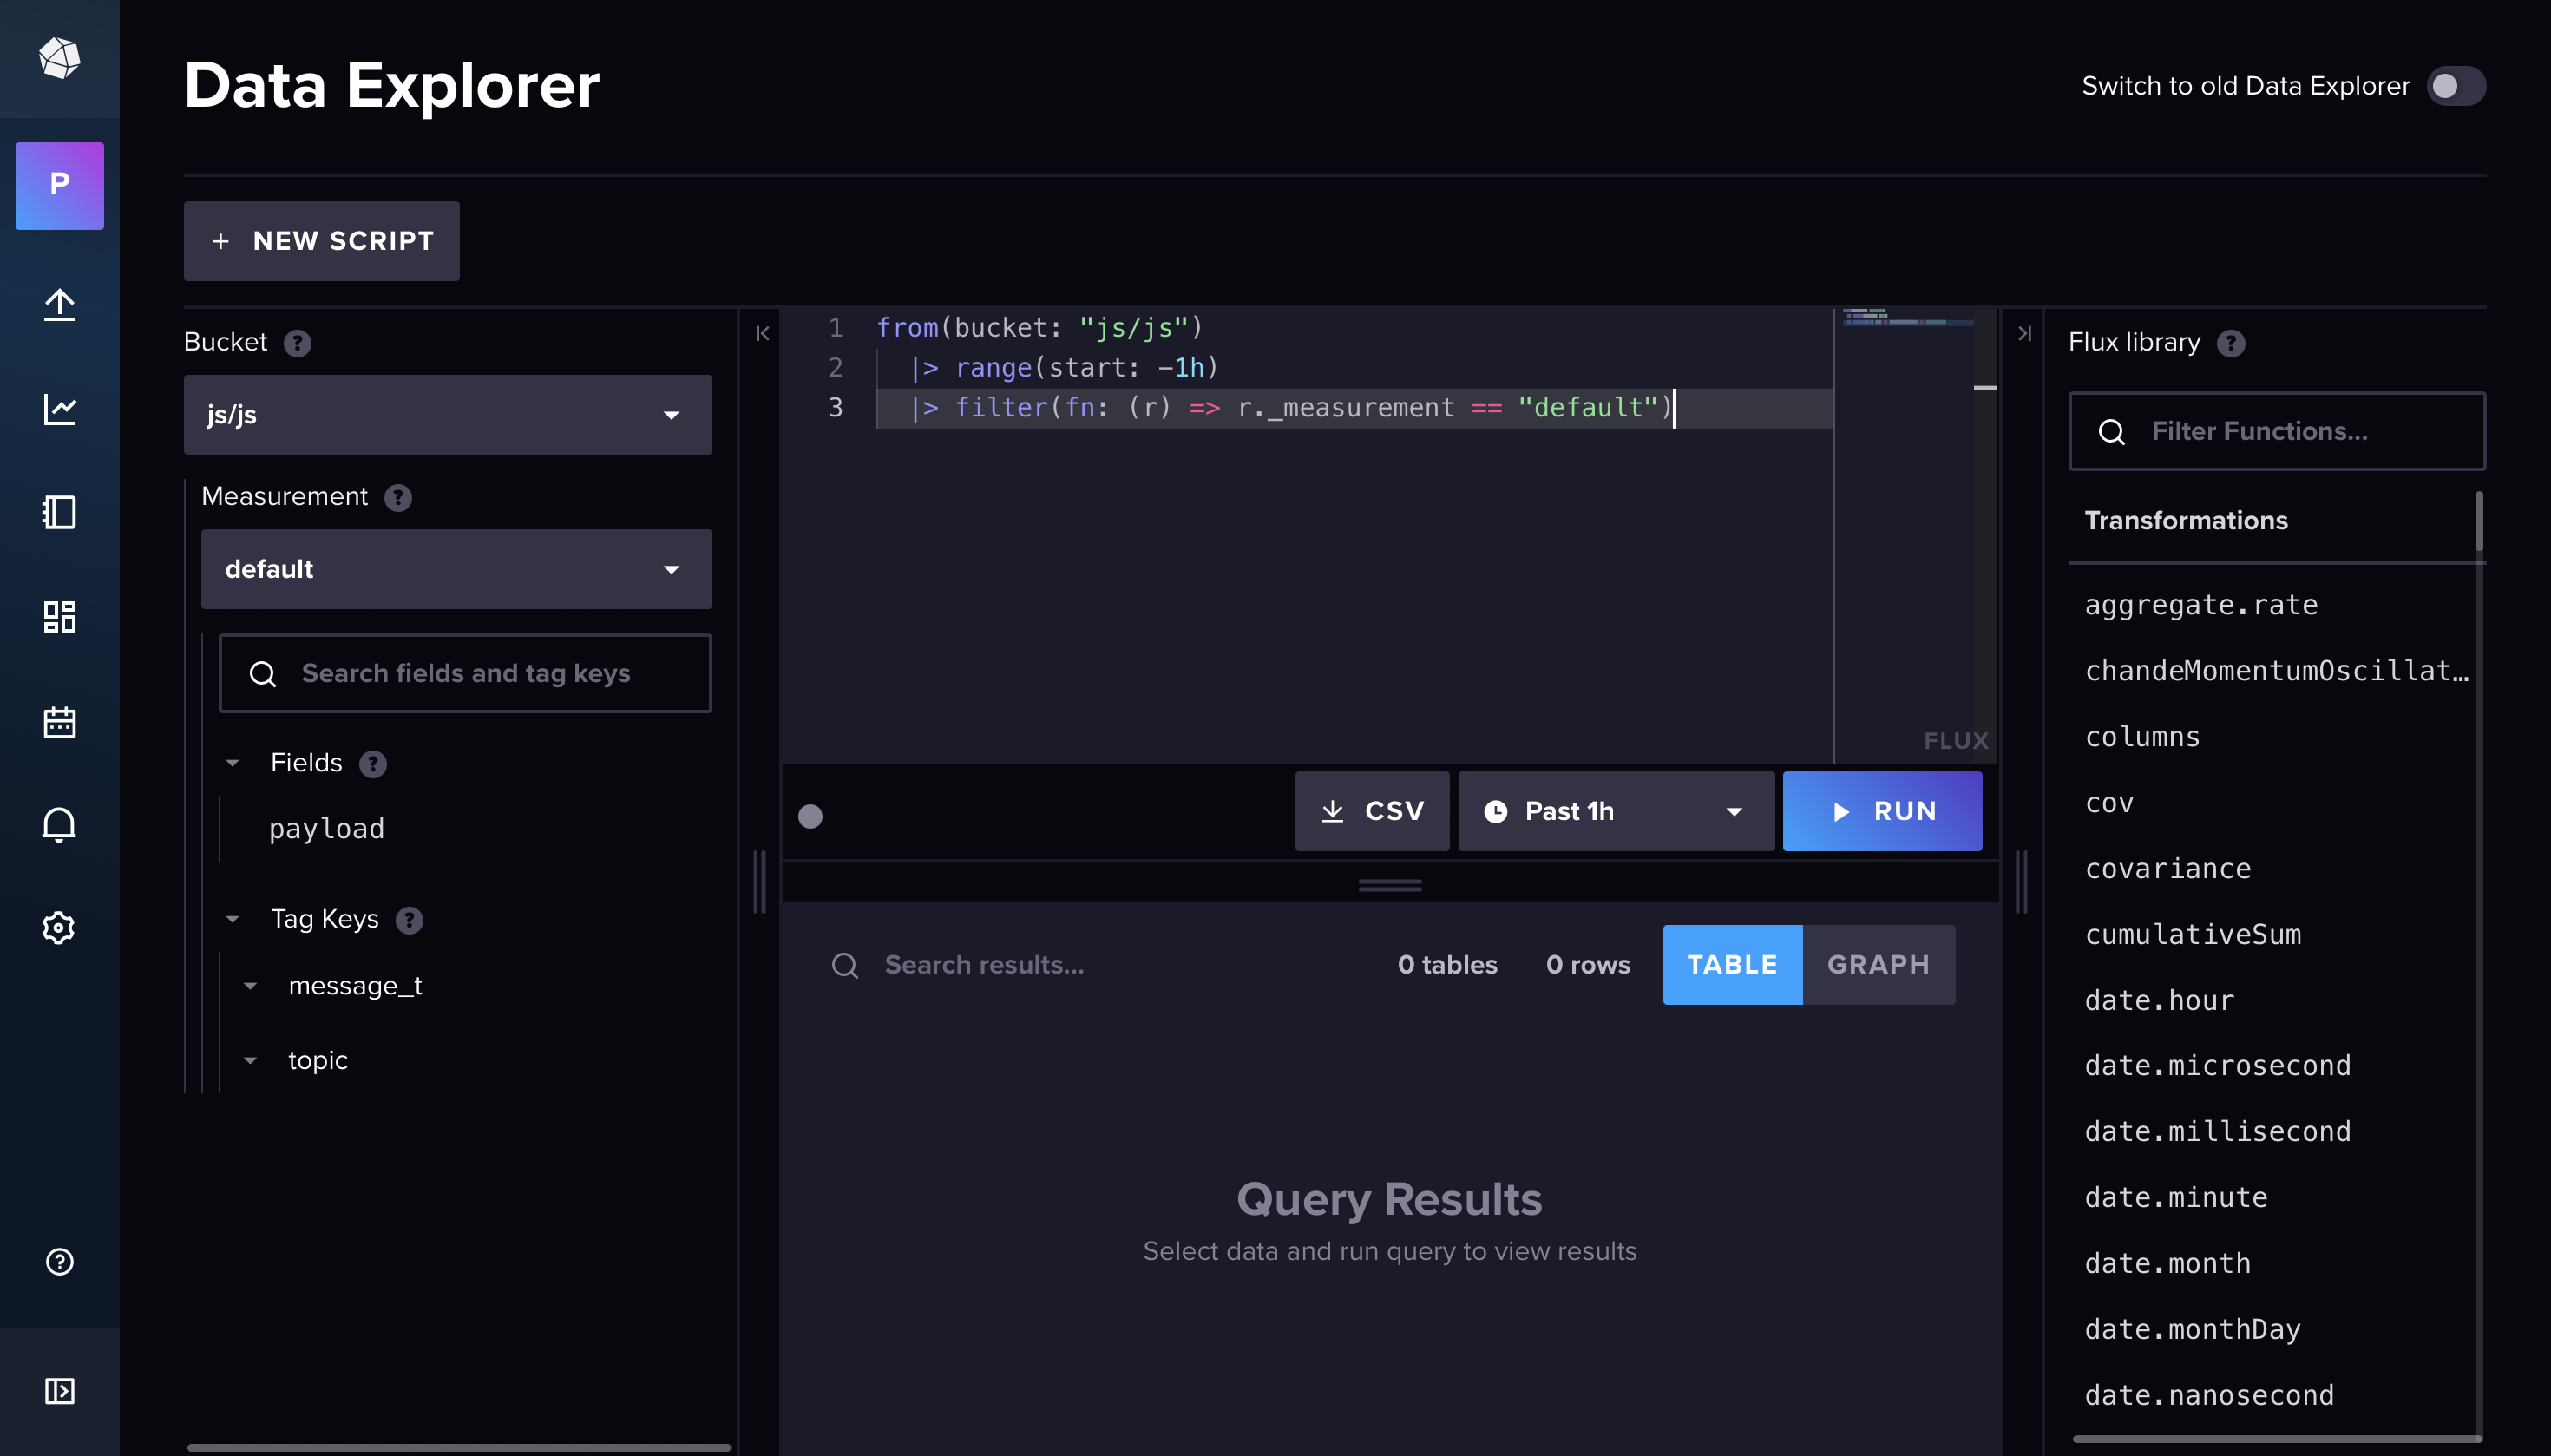 Data Explorer
Switch to old Data Explorer
P
+ NEW SCRIPT
Bucket ?
js/js
Measurement ?
default
Search fields and tag keys
Fields ?
payload
Tag Keys ?
message_t
topic
1 from(bucket: "js/js")
2 |> range(start: -1h)
3 |> filter(fn: (r) => r._measurement == "default")
FLUX
CSV
Past 1h
RUN
Search results...
0 tables
0 rows
TABLE
GRAPH
Query Results
Select data and run query to view results
Flux library ?
Filter Functions...
Transformations
aggregate.rate
chandeMomentumOscillat…
columns
cov
covariance
cumulativeSum
date.hour
date.microsecond
date.millisecond
date.minute
date.month
date.monthDay
date.nanosecond
?